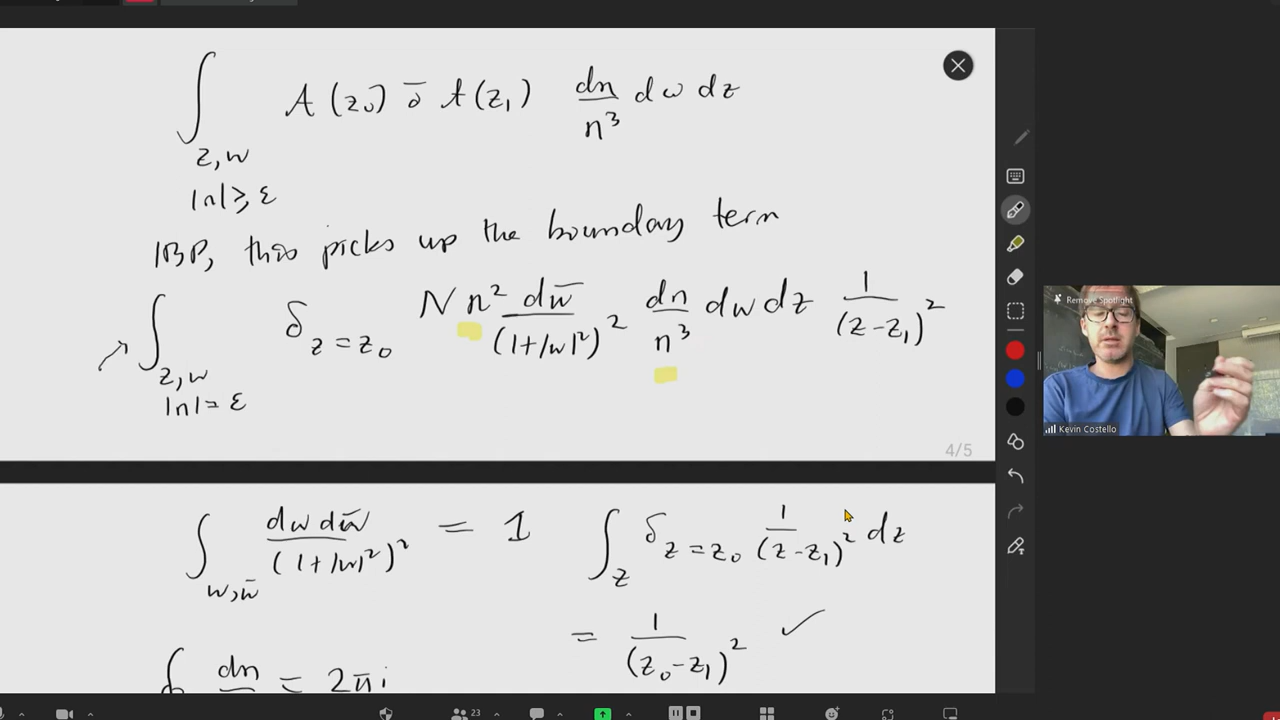 ∫_{z,w |n|≥ε} A(z₀) ∂̄ A(z₁) dn/n³ dw dz
IBP, this picks up the boundary term
∫_{z,w |n|=ε} δ_{z=z₀} N n² dw̄/(1+|w|²)² dn/n³ dw dz 1/(z-z₁)²
4/5
∫_{w,w̄} dw dw̄/(1+|w|²)² = 1
∫_z δ_{z=z₀} 1/(z-z₁)² dz
= 1/(z₀-z₁)² ✓
∮ dn = 2πi
Remove Spotlight
Kevin Costello
23